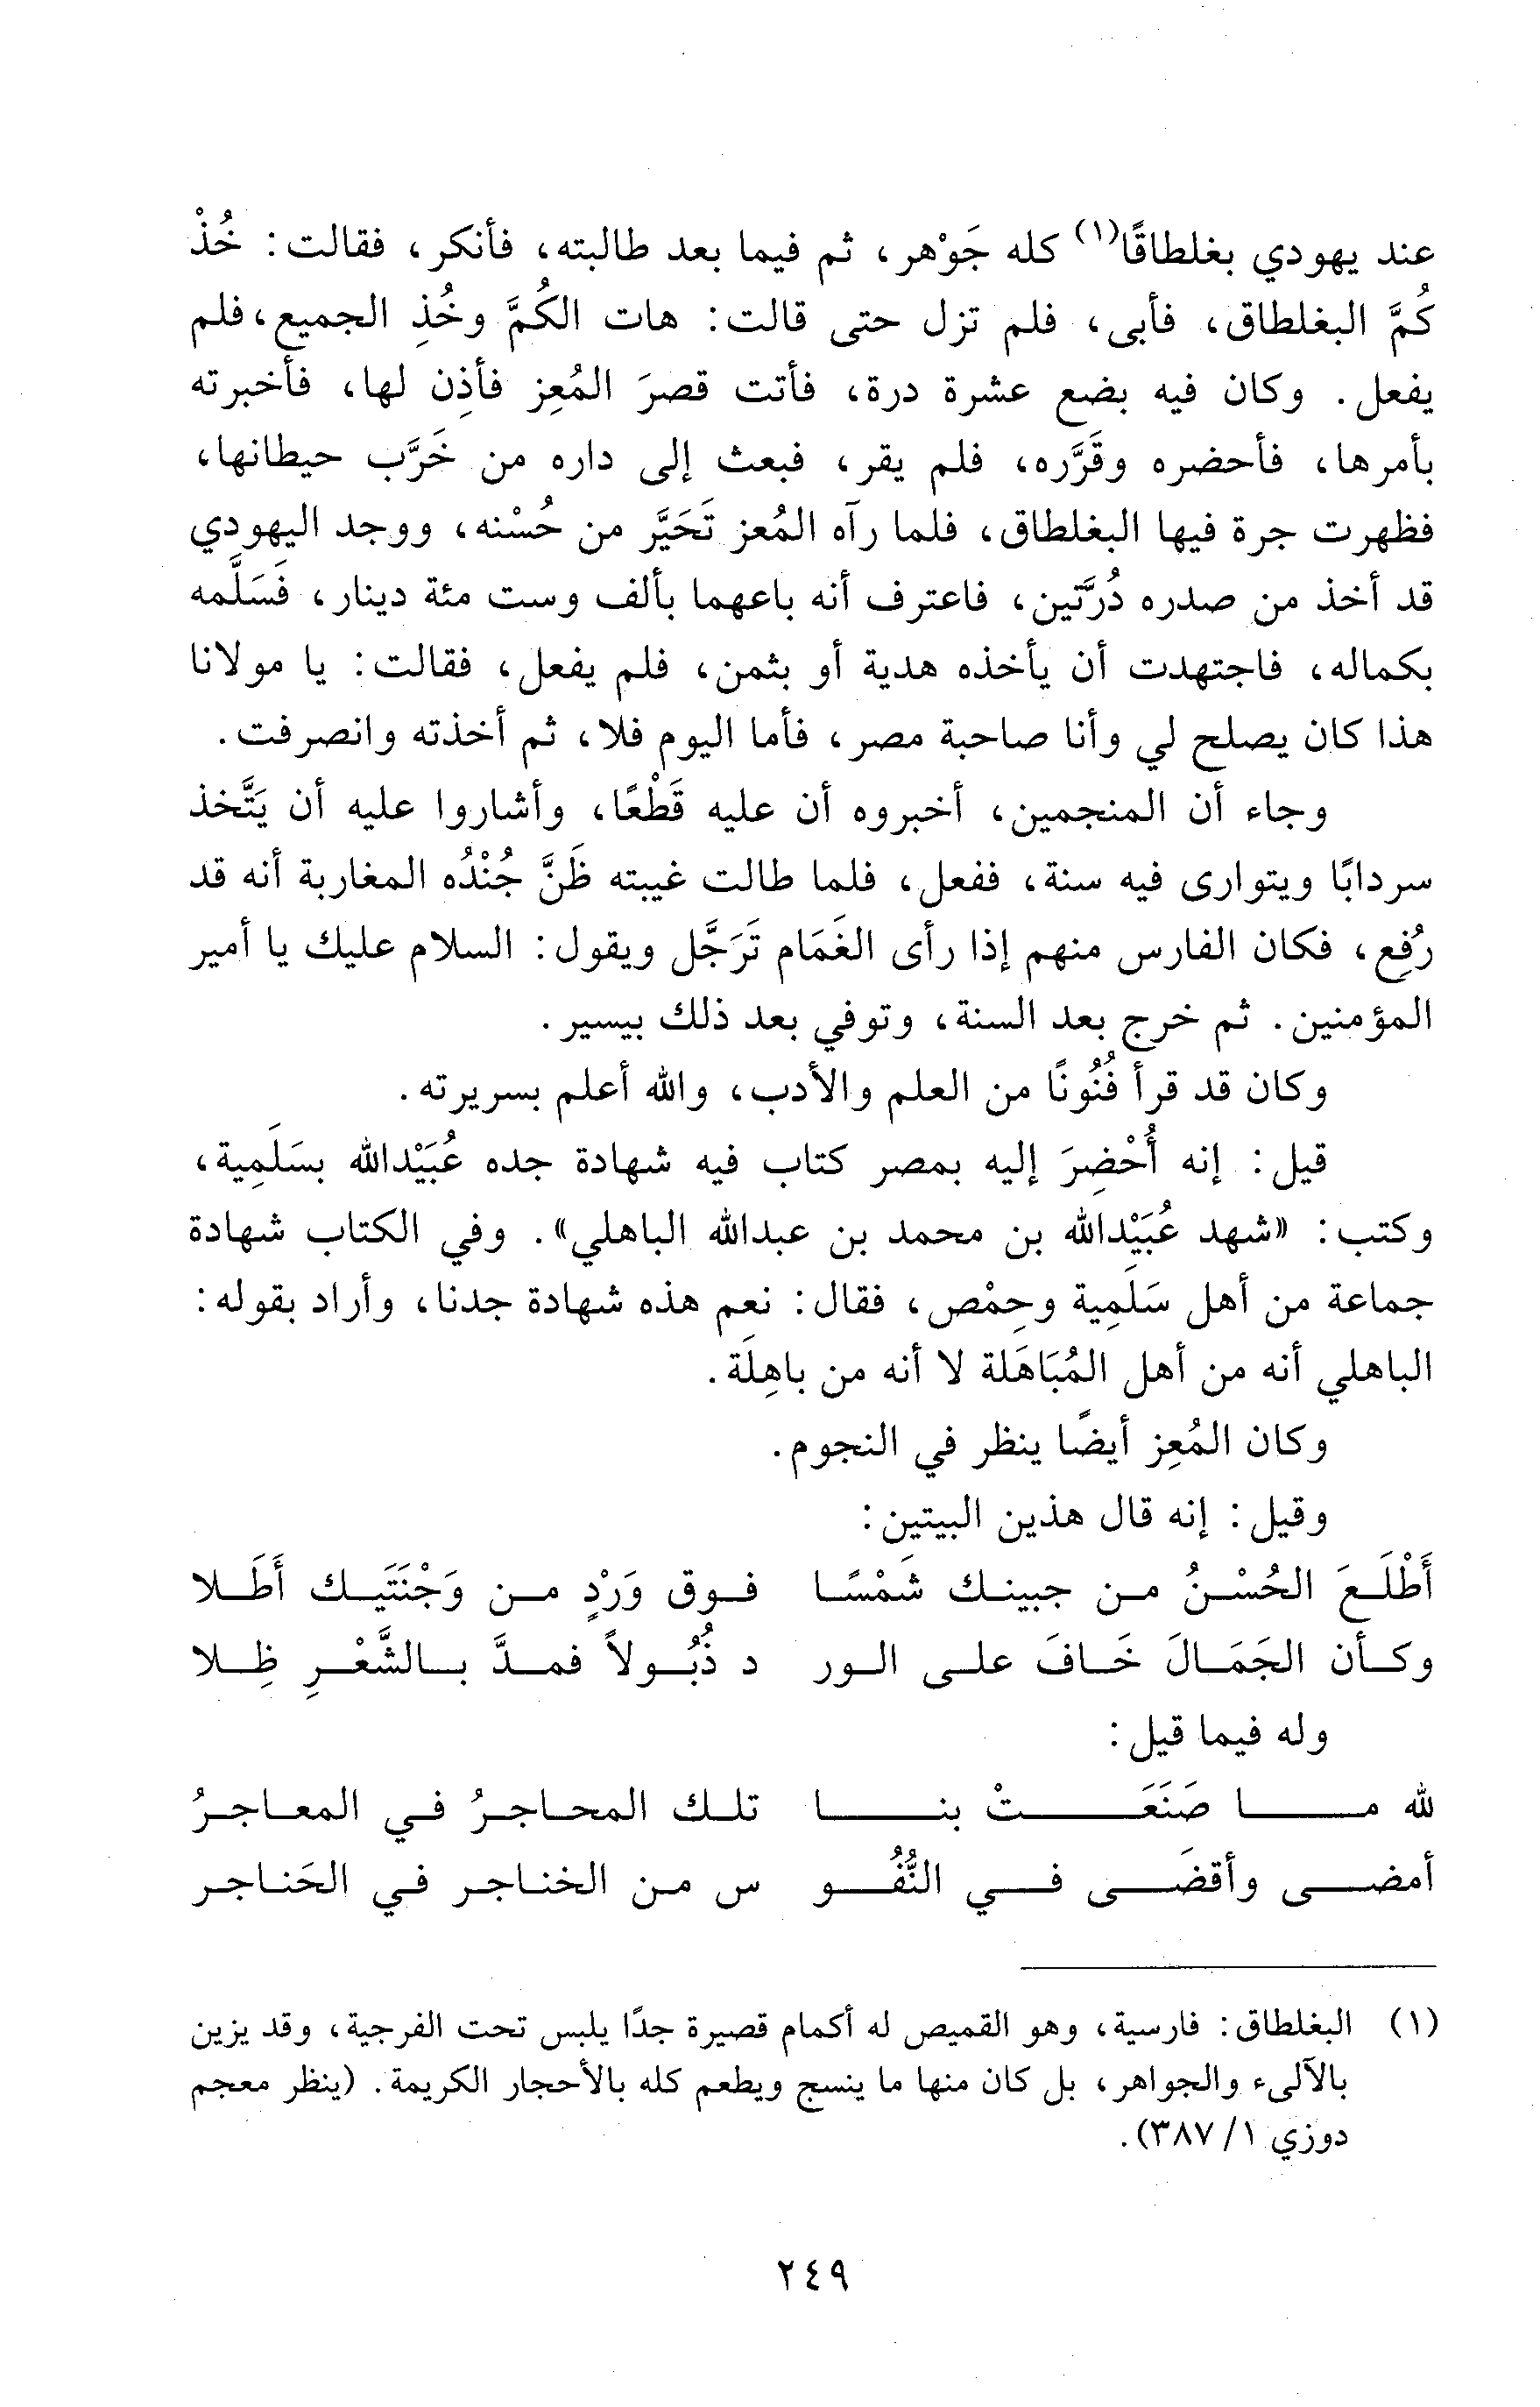 عند يهودي بغلطاقًا(١) كله جَوْهر، ثم فيما بعد طالبته، فأنكر، فقالت: خُذْ
كُمَّ البغلطاق، فأبى، فلم تزل حتى قالت: هات الكُمَّ وخُذِ الجميع، فلم
يفعل. وكان فيه بضع عشرة درة، فأتت قصرَ المُعِز فأذِن لها، فأخبرته
بأمرها، فأحضره وقَرَّره، فلم يقر، فبعث إلى داره من خَرَّب حيطانها،
فظهرت جرة فيها البغلطاق، فلما رآه المُعز تَحَيَّر من حُسْنه، ووجد اليهودي
قد أخذ من صدره دُرَّتين، فاعترف أنه باعهما بألف وست مئة دينار، فَسَلَّمه
بكماله، فاجتهدت أن يأخذه هدية أو بثمن، فلم يفعل، فقالت: يا مولانا
هذا كان يصلح لي وأنا صاحبة مصر، فأما اليوم فلا، ثم أخذته وانصرفت.
وجاء أن المنجمين، أخبروه أن عليه قَطْعًا، وأشاروا عليه أن يَتَّخذ
سردابًا ويتوارى فيه سنة، ففعل، فلما طالت غيبته ظَنَّ جُنْدُه المغاربة أنه قد
رُفِع، فكان الفارس منهم إذا رأى الغَمَام تَرَجَّل ويقول: السلام عليك يا أمير
المؤمنين. ثم خرج بعد السنة، وتوفي بعد ذلك بيسير.
وكان قد قرأ فُنُونًا من العلم والأدب، والله أعلم بسريرته.
قيل: إنه أُحْضِرَ إليه بمصر كتاب فيه شهادة جده عُبَيْدالله بسَلَمِية،
وكتب: «شهد عُبَيْدالله بن محمد بن عبدالله الباهلي». وفي الكتاب شهادة
جماعة من أهل سَلَمِية وحِمْص، فقال: نعم هذه شهادة جدنا، وأراد بقوله:
الباهلي أنه من أهل المُبَاهَلة لا أنه من باهِلَة.
وكان المُعِز أيضًا ينظر في النجوم.
وقيل: إنه قال هذين البيتين:
أَطْلَعَ الحُسْنُ من جبينك شَمْسًا فوق وَرْدٍ من وَجْنَتَيك أَطَلا
وكأن الجَمَالَ خَافَ على الور د ذُبُولاً فمدَّ بالشَّعْرِ ظِلا
وله فيما قيل:
لله ما صَنَعَتْ بنا تلك المحاجرُ في المعاجرُ
أمضى وأقضَى في النُّفُو س من الخناجر في الحَناجر
(١) البغلطاق: فارسية، وهو القميص له أكمام قصيرة جدًا يلبس تحت الفرجية، وقد يزين
بالآلىء والجواهر، بل كان منها ما ينسج ويطعم كله بالأحجار الكريمة. (ينظر معجم
دوزي ١/ ٣٨٧).
٢٤٩